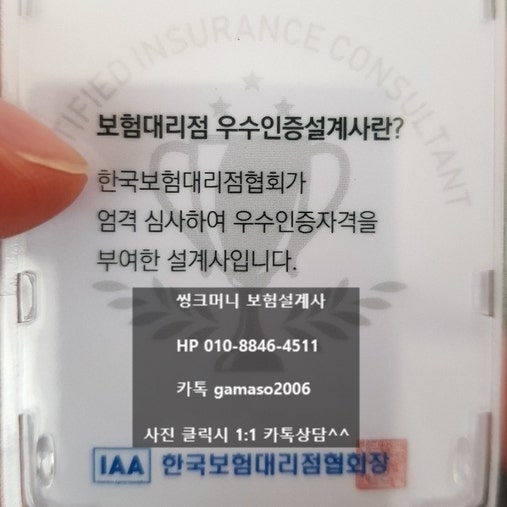 CERTIFIED INSURANCE CONSULTANT
보험대리점 우수인증설계사란?
한국보험대리점협회가
엄격 심사하여 우수인증자격을
부여한 설계사입니다.
씽크머니 보험설계사
HP 010-8846-4511
카톡 gamaso2006
사진 클릭시 1:1 카톡상담^^
IAA 한국보험대리점협회장